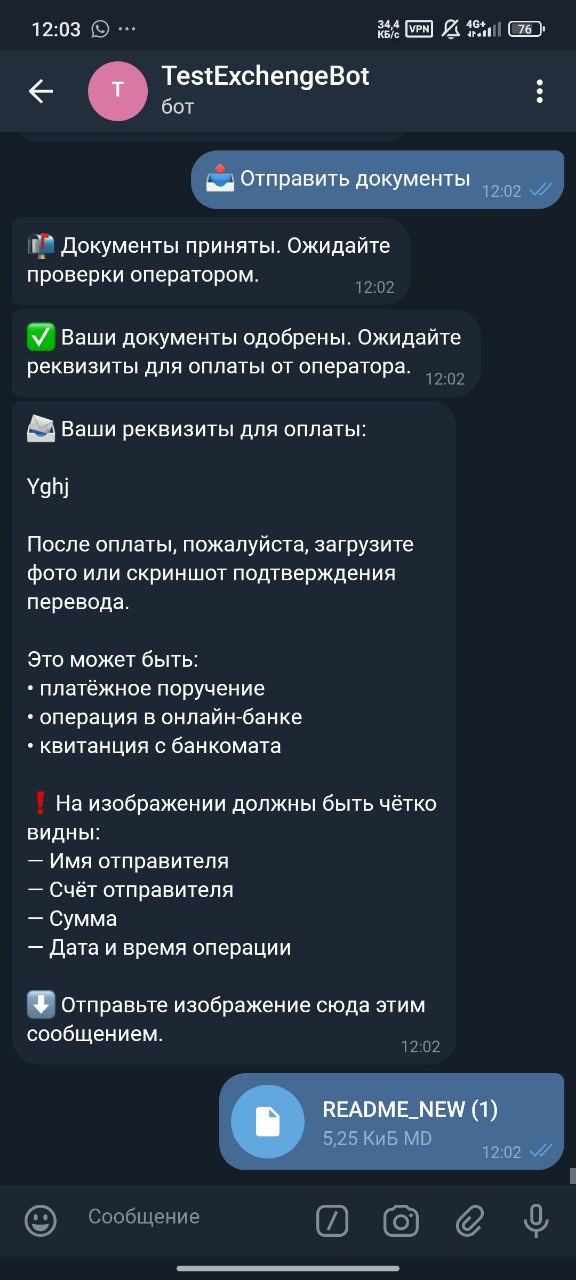 12:03
34,4
КБ/с
VPN
4G+
76
T
TestExchengeBot
бот
Отправить документы
12:02
Документы приняты. Ожидайте
проверки оператором.
12:02
Ваши документы одобрены. Ожидайте
реквизиты для оплаты от оператора.
12:02
Ваши реквизиты для оплаты:
Yghj
После оплаты, пожалуйста, загрузите
фото или скриншот подтверждения
перевода.
Это может быть:
• платёжное поручение
• операция в онлайн-банке
• квитанция с банкомата
❗ На изображении должны быть чётко
видны:
— Имя отправителя
— Счёт отправителя
— Сумма
— Дата и время операции
Отправьте изображение сюда этим
сообщением.
12:02
README_NEW (1)
5,25 КиБ MD
12:02
Сообщение